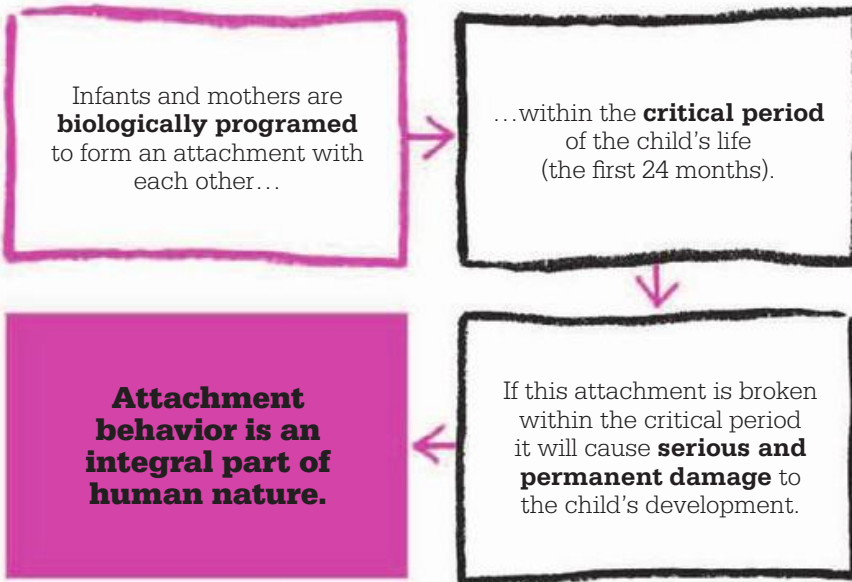 Infants and mothers are
biologically programed
to form an attachment with
each other…
…within the critical period
of the child’s life
(the first 24 months).
If this attachment is broken
within the critical period
it will cause serious and
permanent damage to
the child’s development.
Attachment
behavior is an
integral part of
human nature.